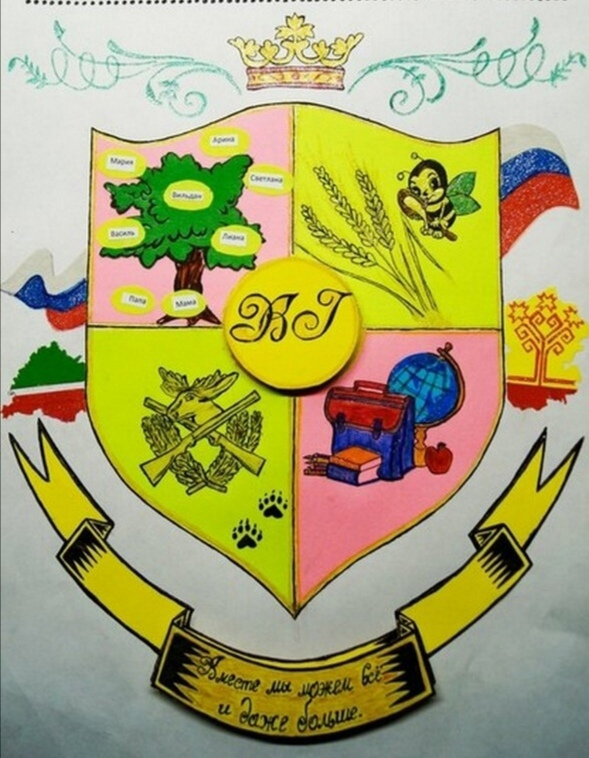 Арина
Мария
Светлана
Вильдан
Василь
Лиана
Папа
Мама
ВГ
Вместе мы можем всё
и даже больше.